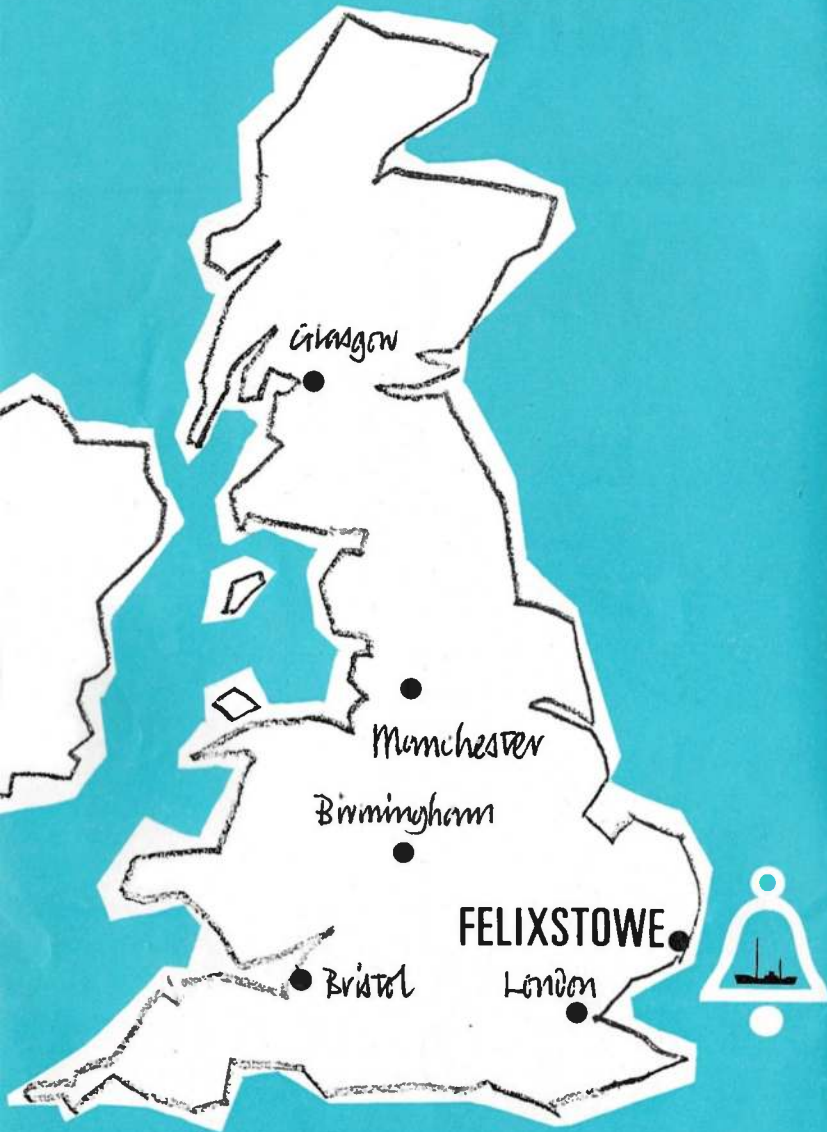 Glasgow
Manchester
Birmingham
FELIXSTOWE
Bristol
London